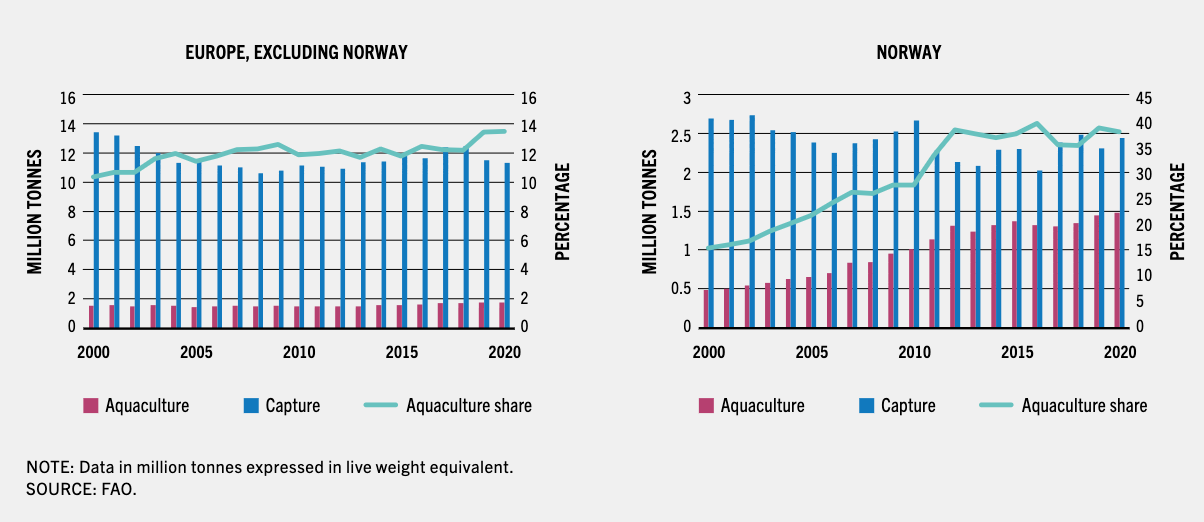 EUROPE, EXCLUDING NORWAY
MILLION TONNES
16
14
12
10
8
6
4
2
0
16
14
12
10
8
6
4
2
0
PERCENTAGE
2000 2005 2010 2015 2020
Aquaculture Capture Aquaculture share
NORWAY
MILLION TONNES
3
2.5
2
1.5
1
0.5
0
45
40
35
30
25
20
15
10
5
0
PERCENTAGE
2000 2005 2010 2015 2020
Aquaculture Capture Aquaculture share
NOTE: Data in million tonnes expressed in live weight equivalent.
SOURCE: FAO.